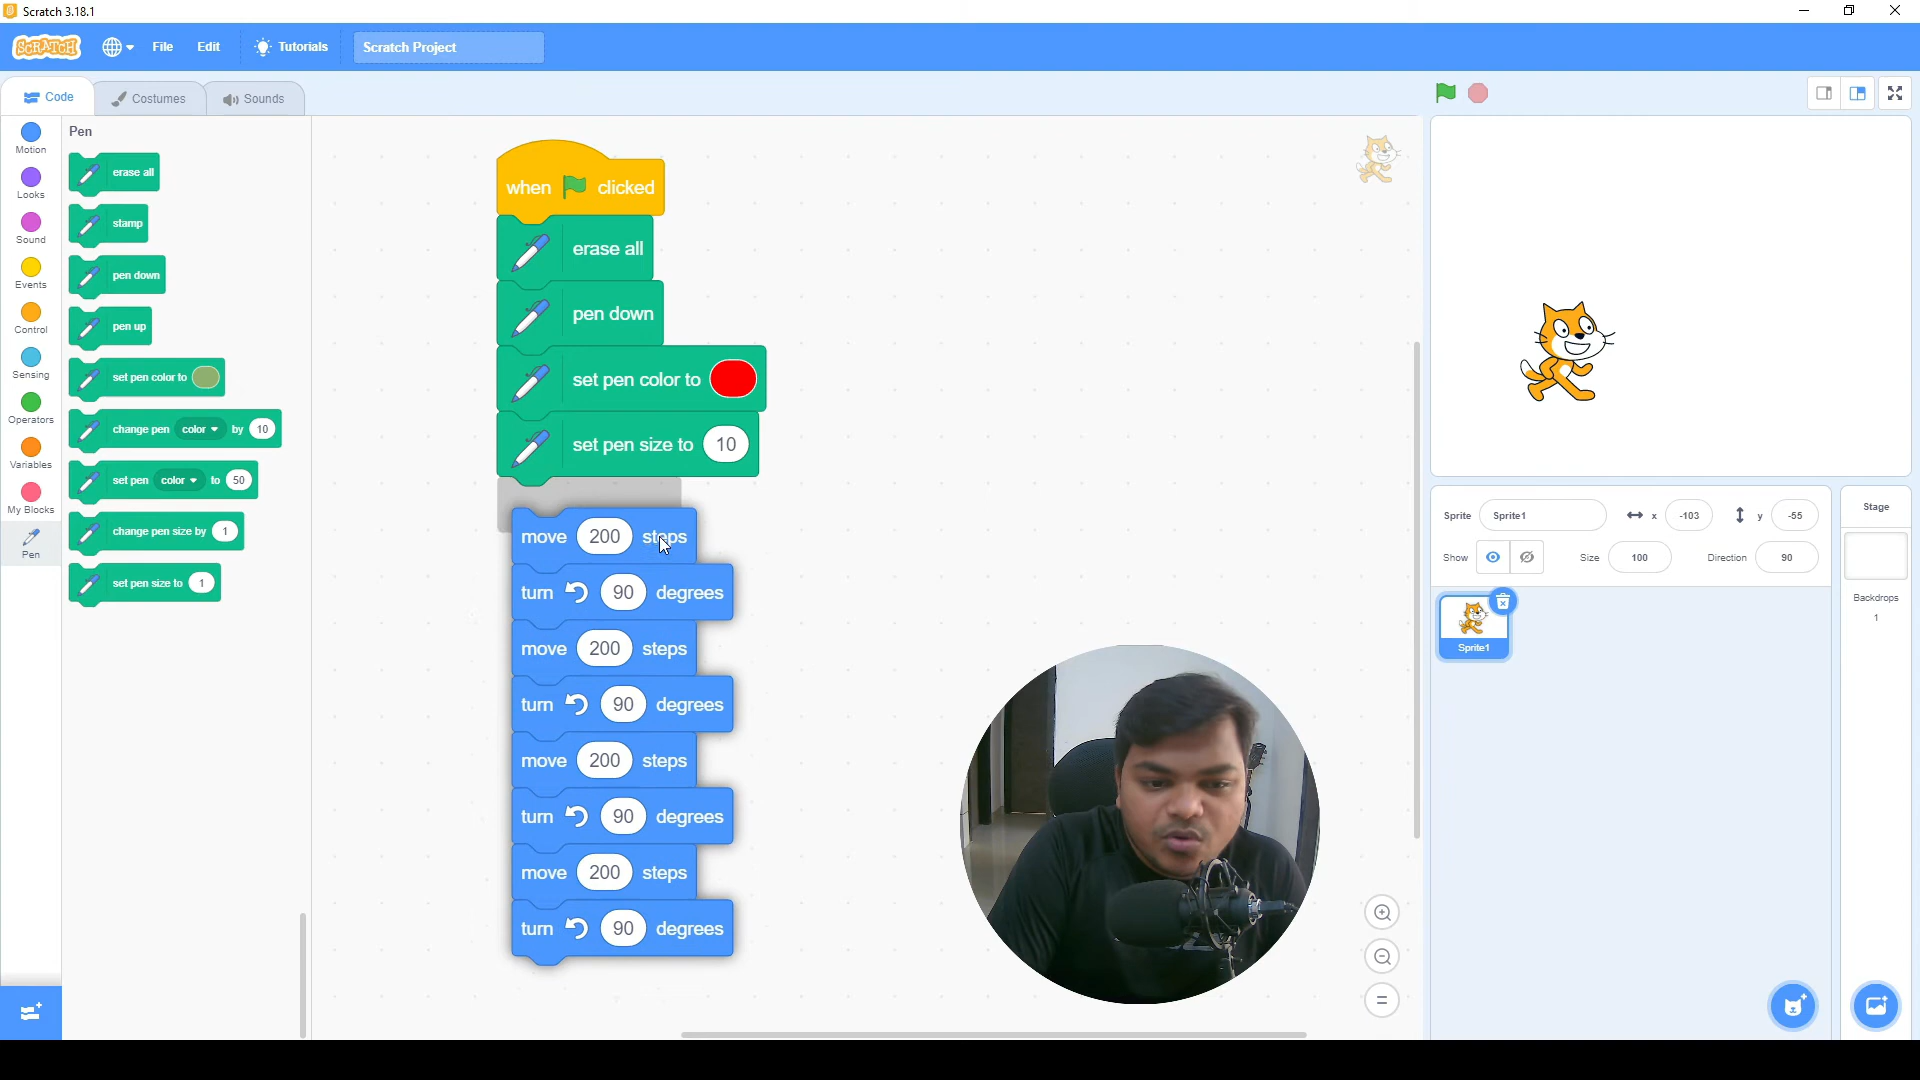 Scratch 3.18.1
SCRATCH File Edit Tutorials Scratch Project
Code Costumes Sounds
Motion
Looks
Sound
Events
Control
Sensing
Operators
Variables
My Blocks
Pen
Pen
erase all
stamp
pen down
pen up
set pen color to
change pen color by 10
set pen color to 50
change pen size by 1
set pen size to 1
when clicked
erase all
pen down
set pen color to
set pen size to 10
move 200 steps
turn 90 degrees
move 200 steps
turn 90 degrees
move 200 steps
turn 90 degrees
move 200 steps
turn 90 degrees
Sprite Sprite1 x -103 y -55
Show Size 100 Direction 90
Sprite1
Stage
Backdrops
1